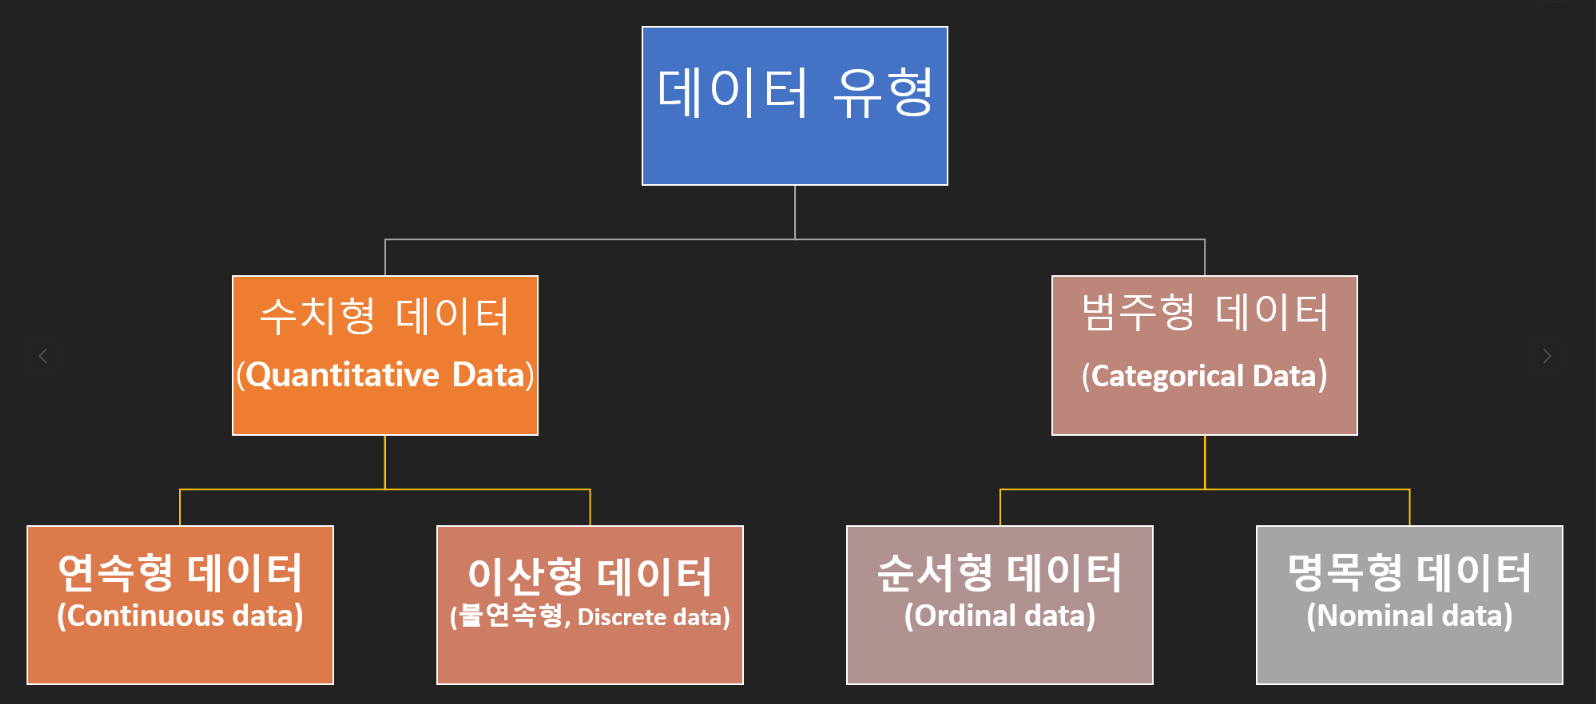 데이터 유형
수치형 데이터
(Quantitative Data)
범주형 데이터
(Categorical Data)
연속형 데이터
(Continuous data)
이산형 데이터
(불연속형, Discrete data)
순서형 데이터
(Ordinal data)
명목형 데이터
(Nominal data)